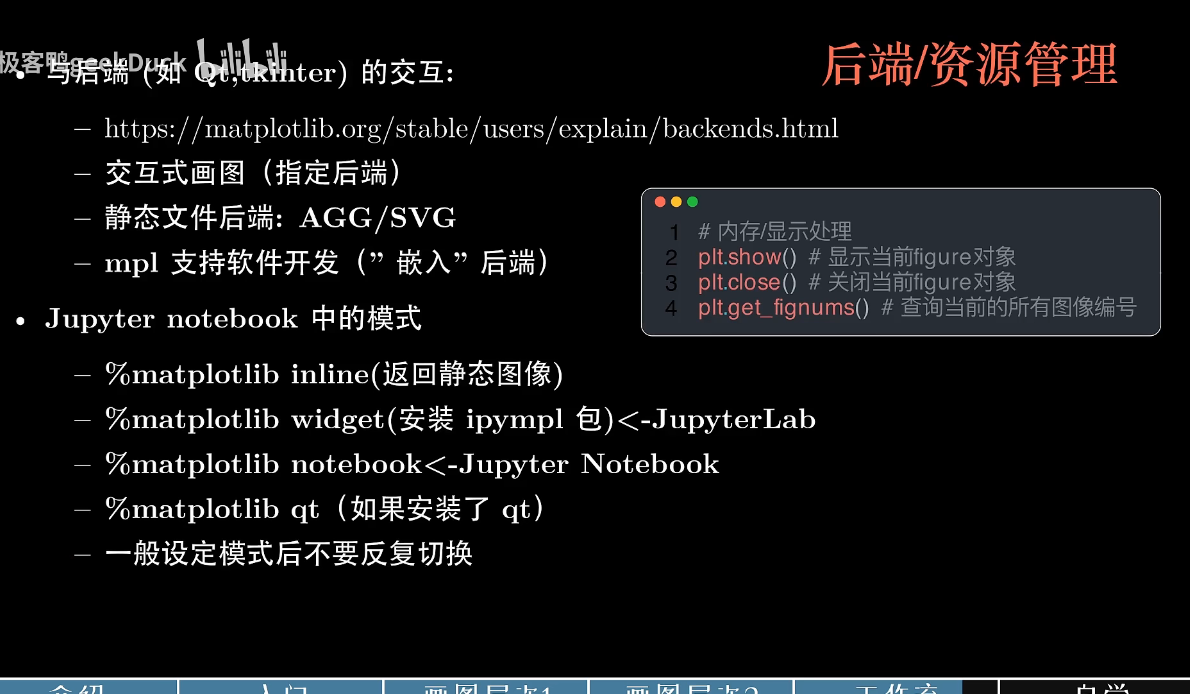 极客鸭geekDuck bilibili
后端/资源管理
• 与后端 (如 Qt,tkinter) 的交互:
– https://matplotlib.org/stable/users/explain/backends.html
– 交互式画图（指定后端）
– 静态文件后端: AGG/SVG
– mpl 支持软件开发（” 嵌入” 后端）
1 # 内存/显示处理
2 plt.show() # 显示当前figure对象
3 plt.close() # 关闭当前figure对象
4 plt.get_fignums() # 查询当前的所有图像编号
• Jupyter notebook 中的模式
– %matplotlib inline(返回静态图像)
– %matplotlib widget(安装 ipympl 包)<-JupyterLab
– %matplotlib notebook<-Jupyter Notebook
– %matplotlib qt（如果安装了 qt）
– 一般设定模式后不要反复切换
介绍 入门 画图层次1 画图层次2 工作流 自学